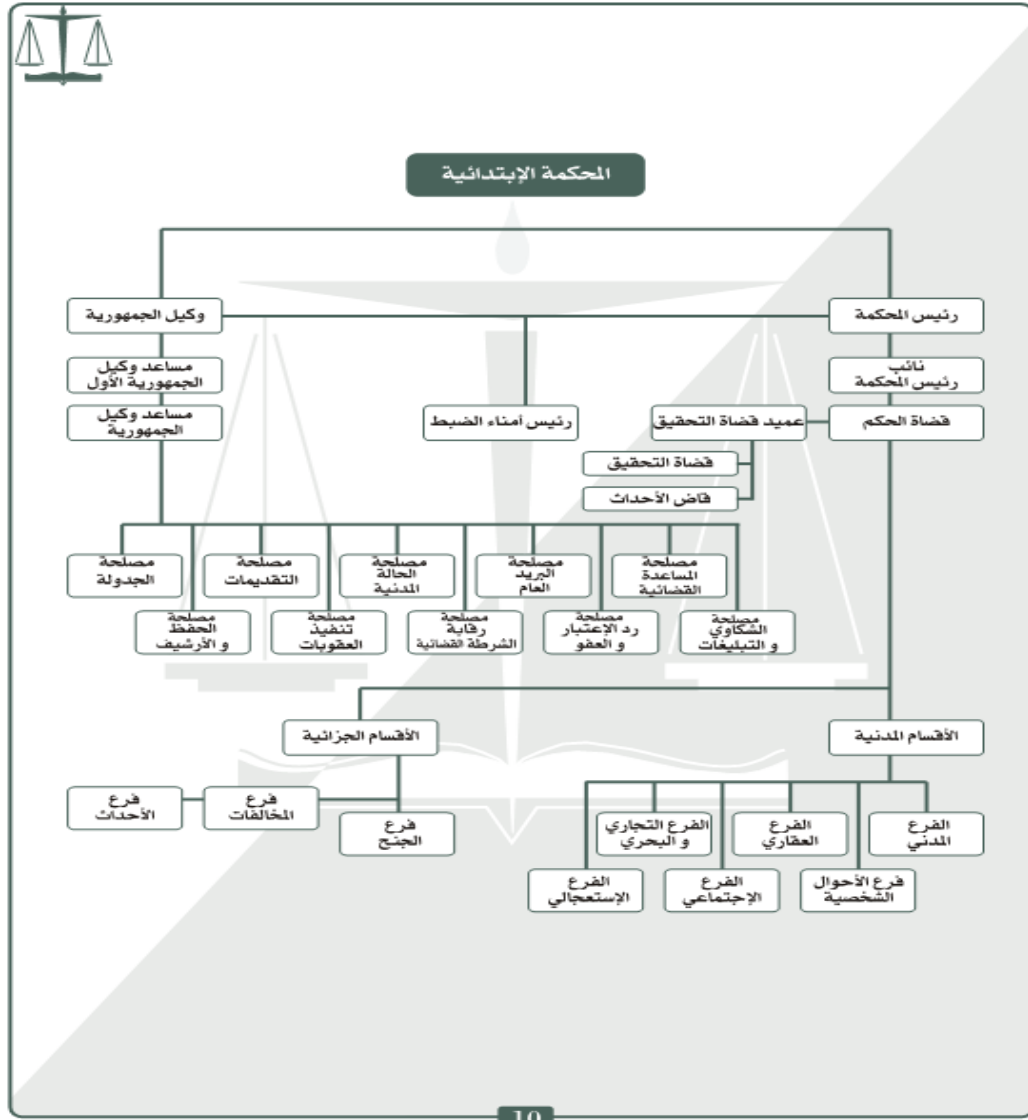 المحكمة الإبتدائية
رئيس المحكمة
وكيل الجمهورية
نائب
رئيس المحكمة
مساعد وكيل
الجمهورية الأول
قضاة الحكم
عميد قضاة التحقيق
رئيس أمناء الضبط
مساعد وكيل
الجمهورية
قضاة التحقيق
قاض الأحداث
مصلحة
المساعدة
القضائية
مصلحة
البريد
العام
مصلحة
الحالة
المدنية
مصلحة
التقديمات
مصلحة
الجدولة
مصلحة
الشكاوي
و التبليغات
مصلحة
رد الإعتبار
و العفو
مصلحة
رقابة
الشرطة القضائية
مصلحة
تنفيذ
العقوبات
مصلحة
الحفظ
و الأرشيف
الأقسام المدنية
الأقسام الجزائية
فرع
الجنح
فرع
المخالفات
فرع
الأحداث
الفرع
المدني
الفرع
العقاري
الفرع التجاري
و البحري
فرع الأحوال
الشخصية
الفرع
الإجتماعي
الفرع
الإستعجالي
10